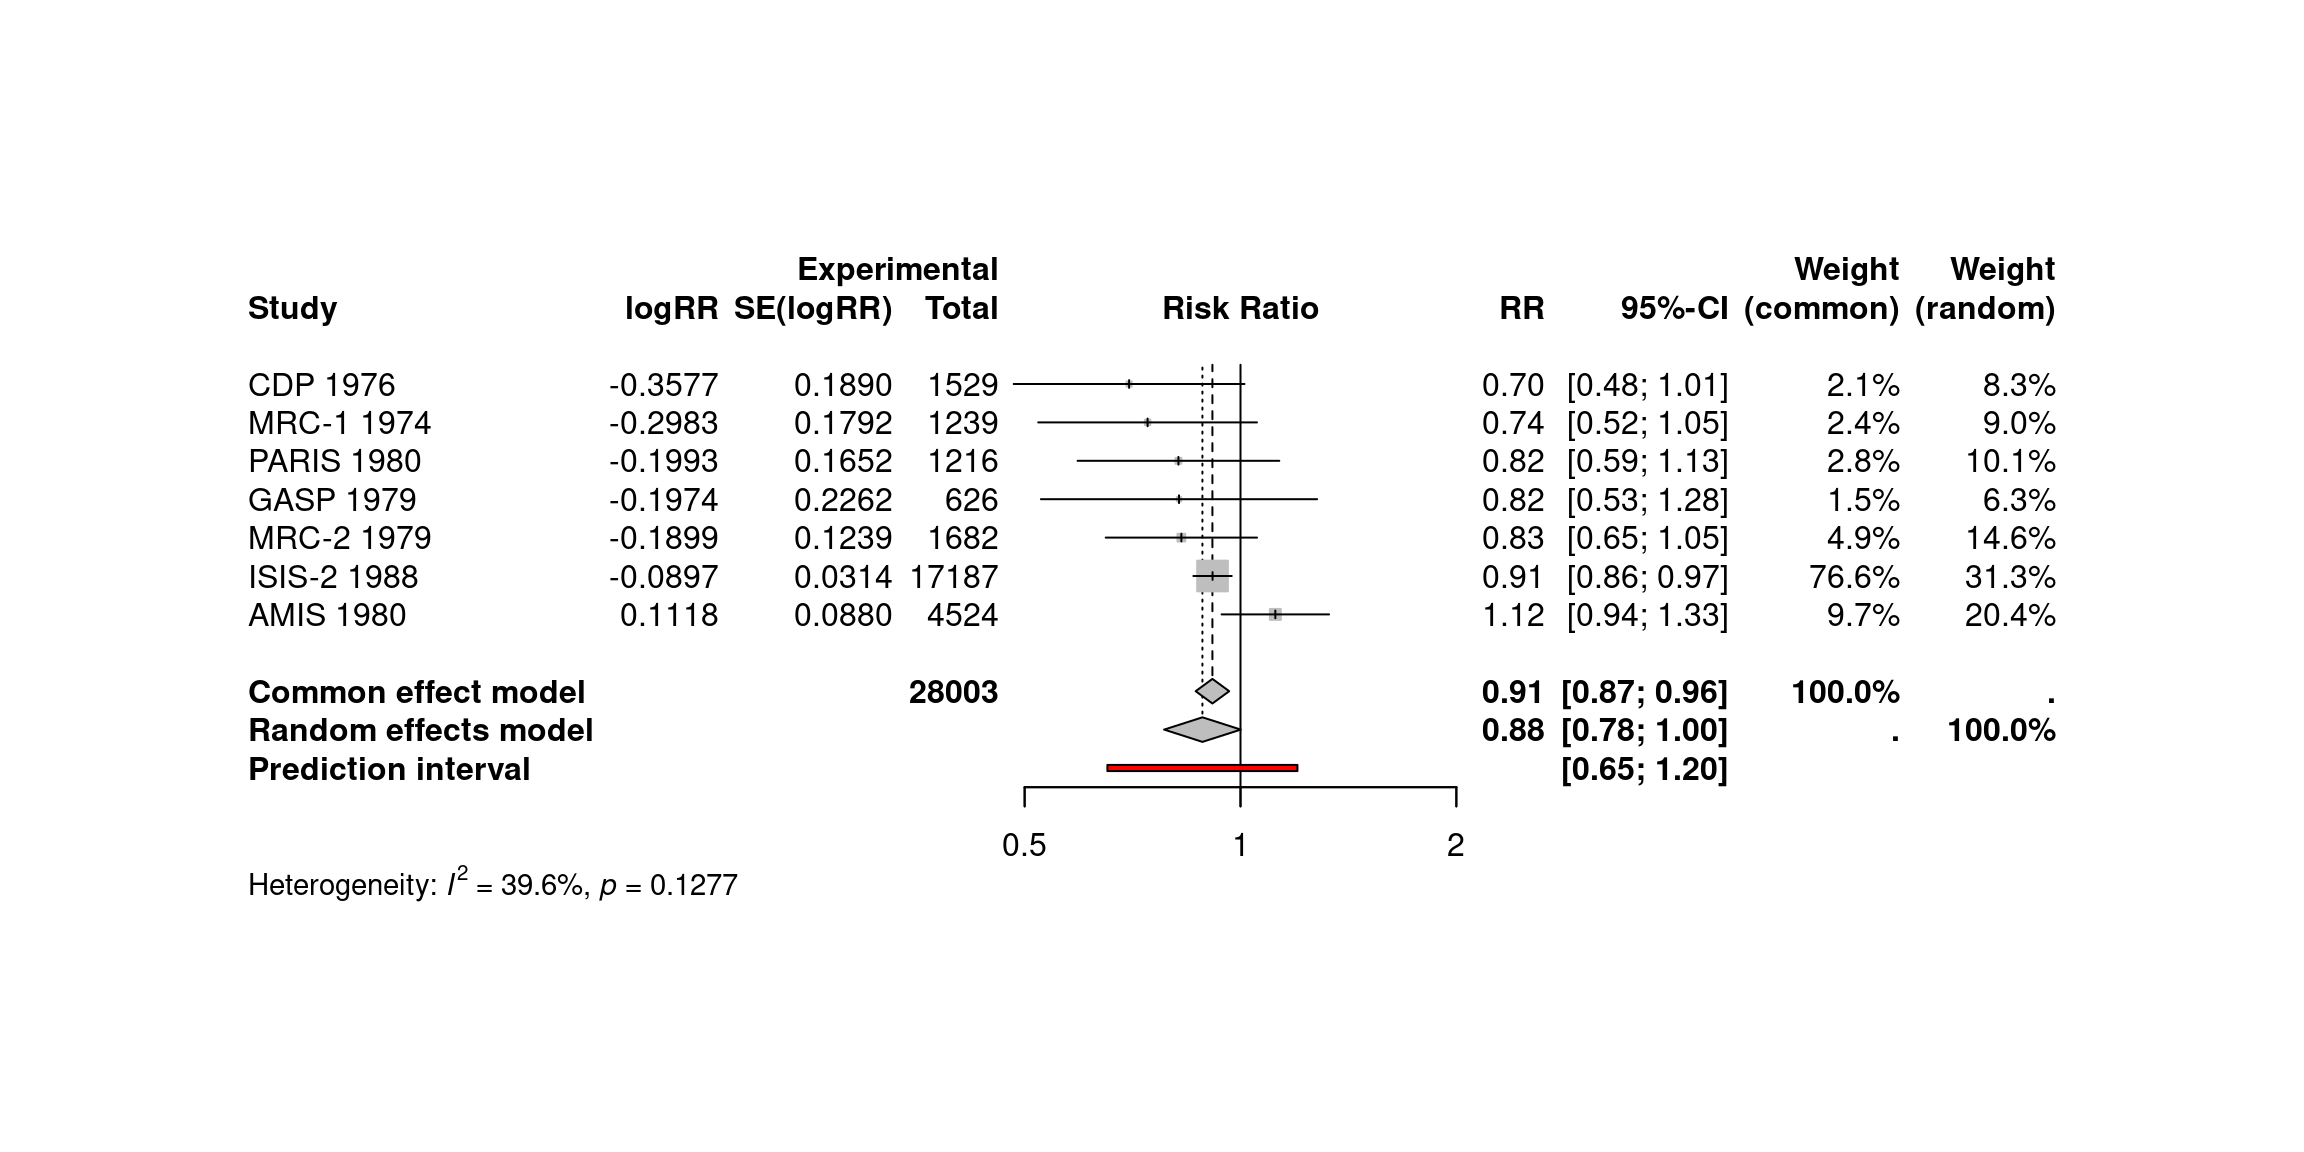 Experimental Weight Weight
Study logRR SE(logRR) Total Risk Ratio RR 95%-CI (common) (random)
CDP 1976 -0.3577 0.1890 1529 0.70 [0.48; 1.01] 2.1% 8.3%
MRC-1 1974 -0.2983 0.1792 1239 0.74 [0.52; 1.05] 2.4% 9.0%
PARIS 1980 -0.1993 0.1652 1216 0.82 [0.59; 1.13] 2.8% 10.1%
GASP 1979 -0.1974 0.2262 626 0.82 [0.53; 1.28] 1.5% 6.3%
MRC-2 1979 -0.1899 0.1239 1682 0.83 [0.65; 1.05] 4.9% 14.6%
ISIS-2 1988 -0.0897 0.0314 17187 0.91 [0.86; 0.97] 76.6% 31.3%
AMIS 1980 0.1118 0.0880 4524 1.12 [0.94; 1.33] 9.7% 20.4%
Common effect model 28003 0.91 [0.87; 0.96] 100.0% .
Random effects model 0.88 [0.78; 1.00] . 100.0%
Prediction interval [0.65; 1.20]
0.5 1 2
Heterogeneity: I² = 39.6%, p = 0.1277